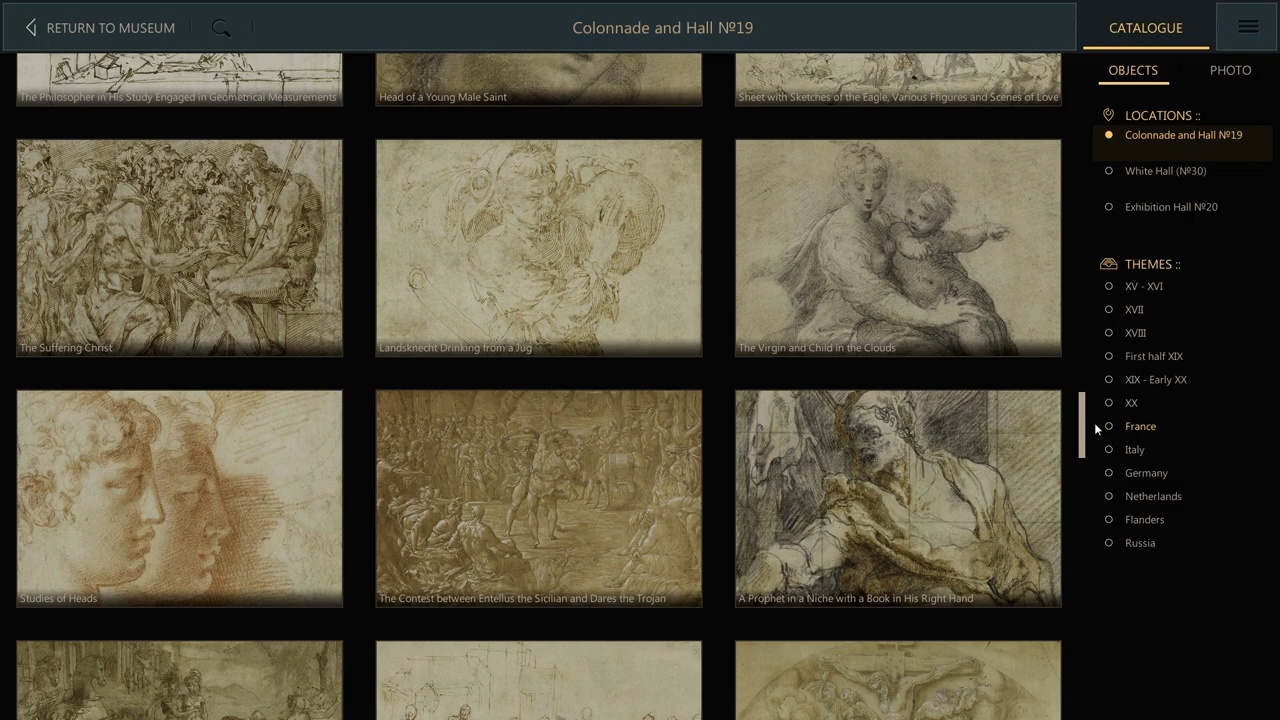 RETURN TO MUSEUM
Colonnade and Hall №19
CATALOGUE
OBJECTS
PHOTO
The Philosopher in His Study Engaged in Geometrical Measurements
Head of a Young Male Saint
Sheet with Sketches of the Eagle, Various Ffigures and Scenes of Love
The Suffering Christ
Landsknecht Drinking from a Jug
The Virgin and Child in the Clouds
Studies of Heads
The Contest between Entellus the Sicilian and Dares the Trojan
A Prophet in a Niche with a Book in His Right Hand
LOCATIONS ::
Colonnade and Hall №19
White Hall (№30)
Exhibition Hall №20
THEMES ::
XV - XVI
XVII
XVIII
First half XIX
XIX - Early XX
XX
France
Italy
Germany
Netherlands
Flanders
Russia